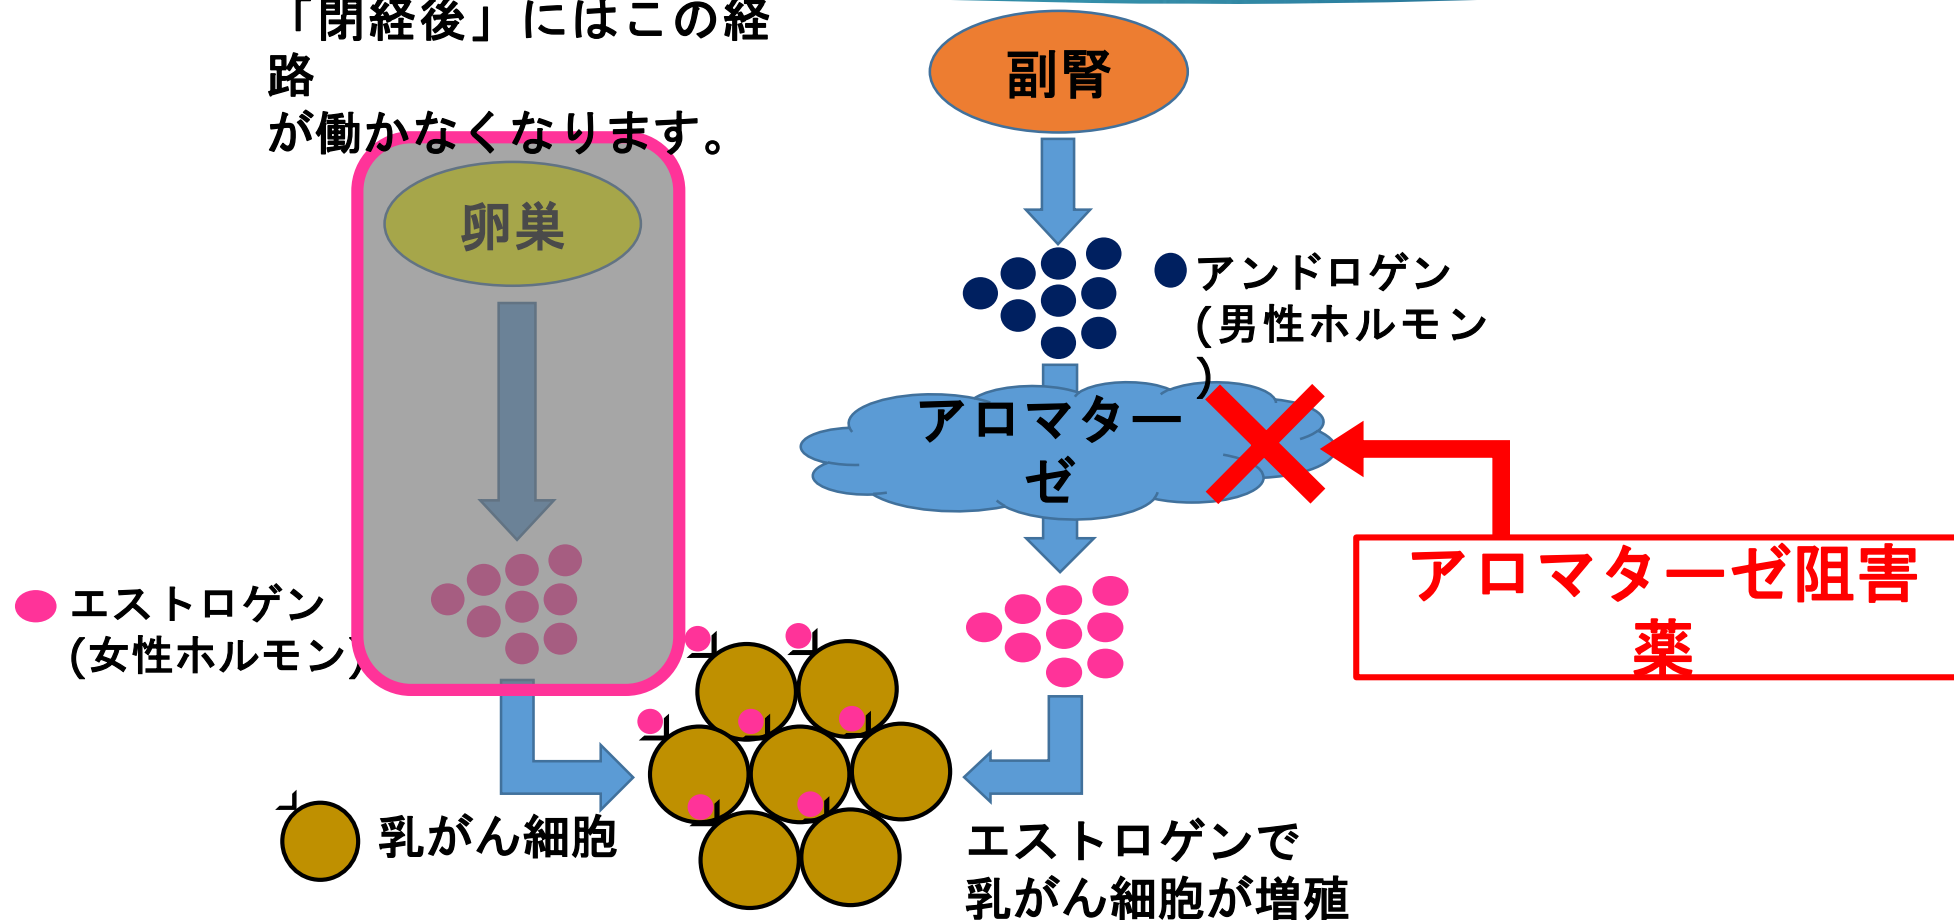 「閉経後」にはこの経
路
が働かなくなります。
副腎
卵巣
アンドロゲン
(男性ホルモン
)
アロマター
ゼ
アロマターゼ阻害
薬
エストロゲン
(女性ホルモン)
乳がん細胞
エストロゲンで
乳がん細胞が増殖